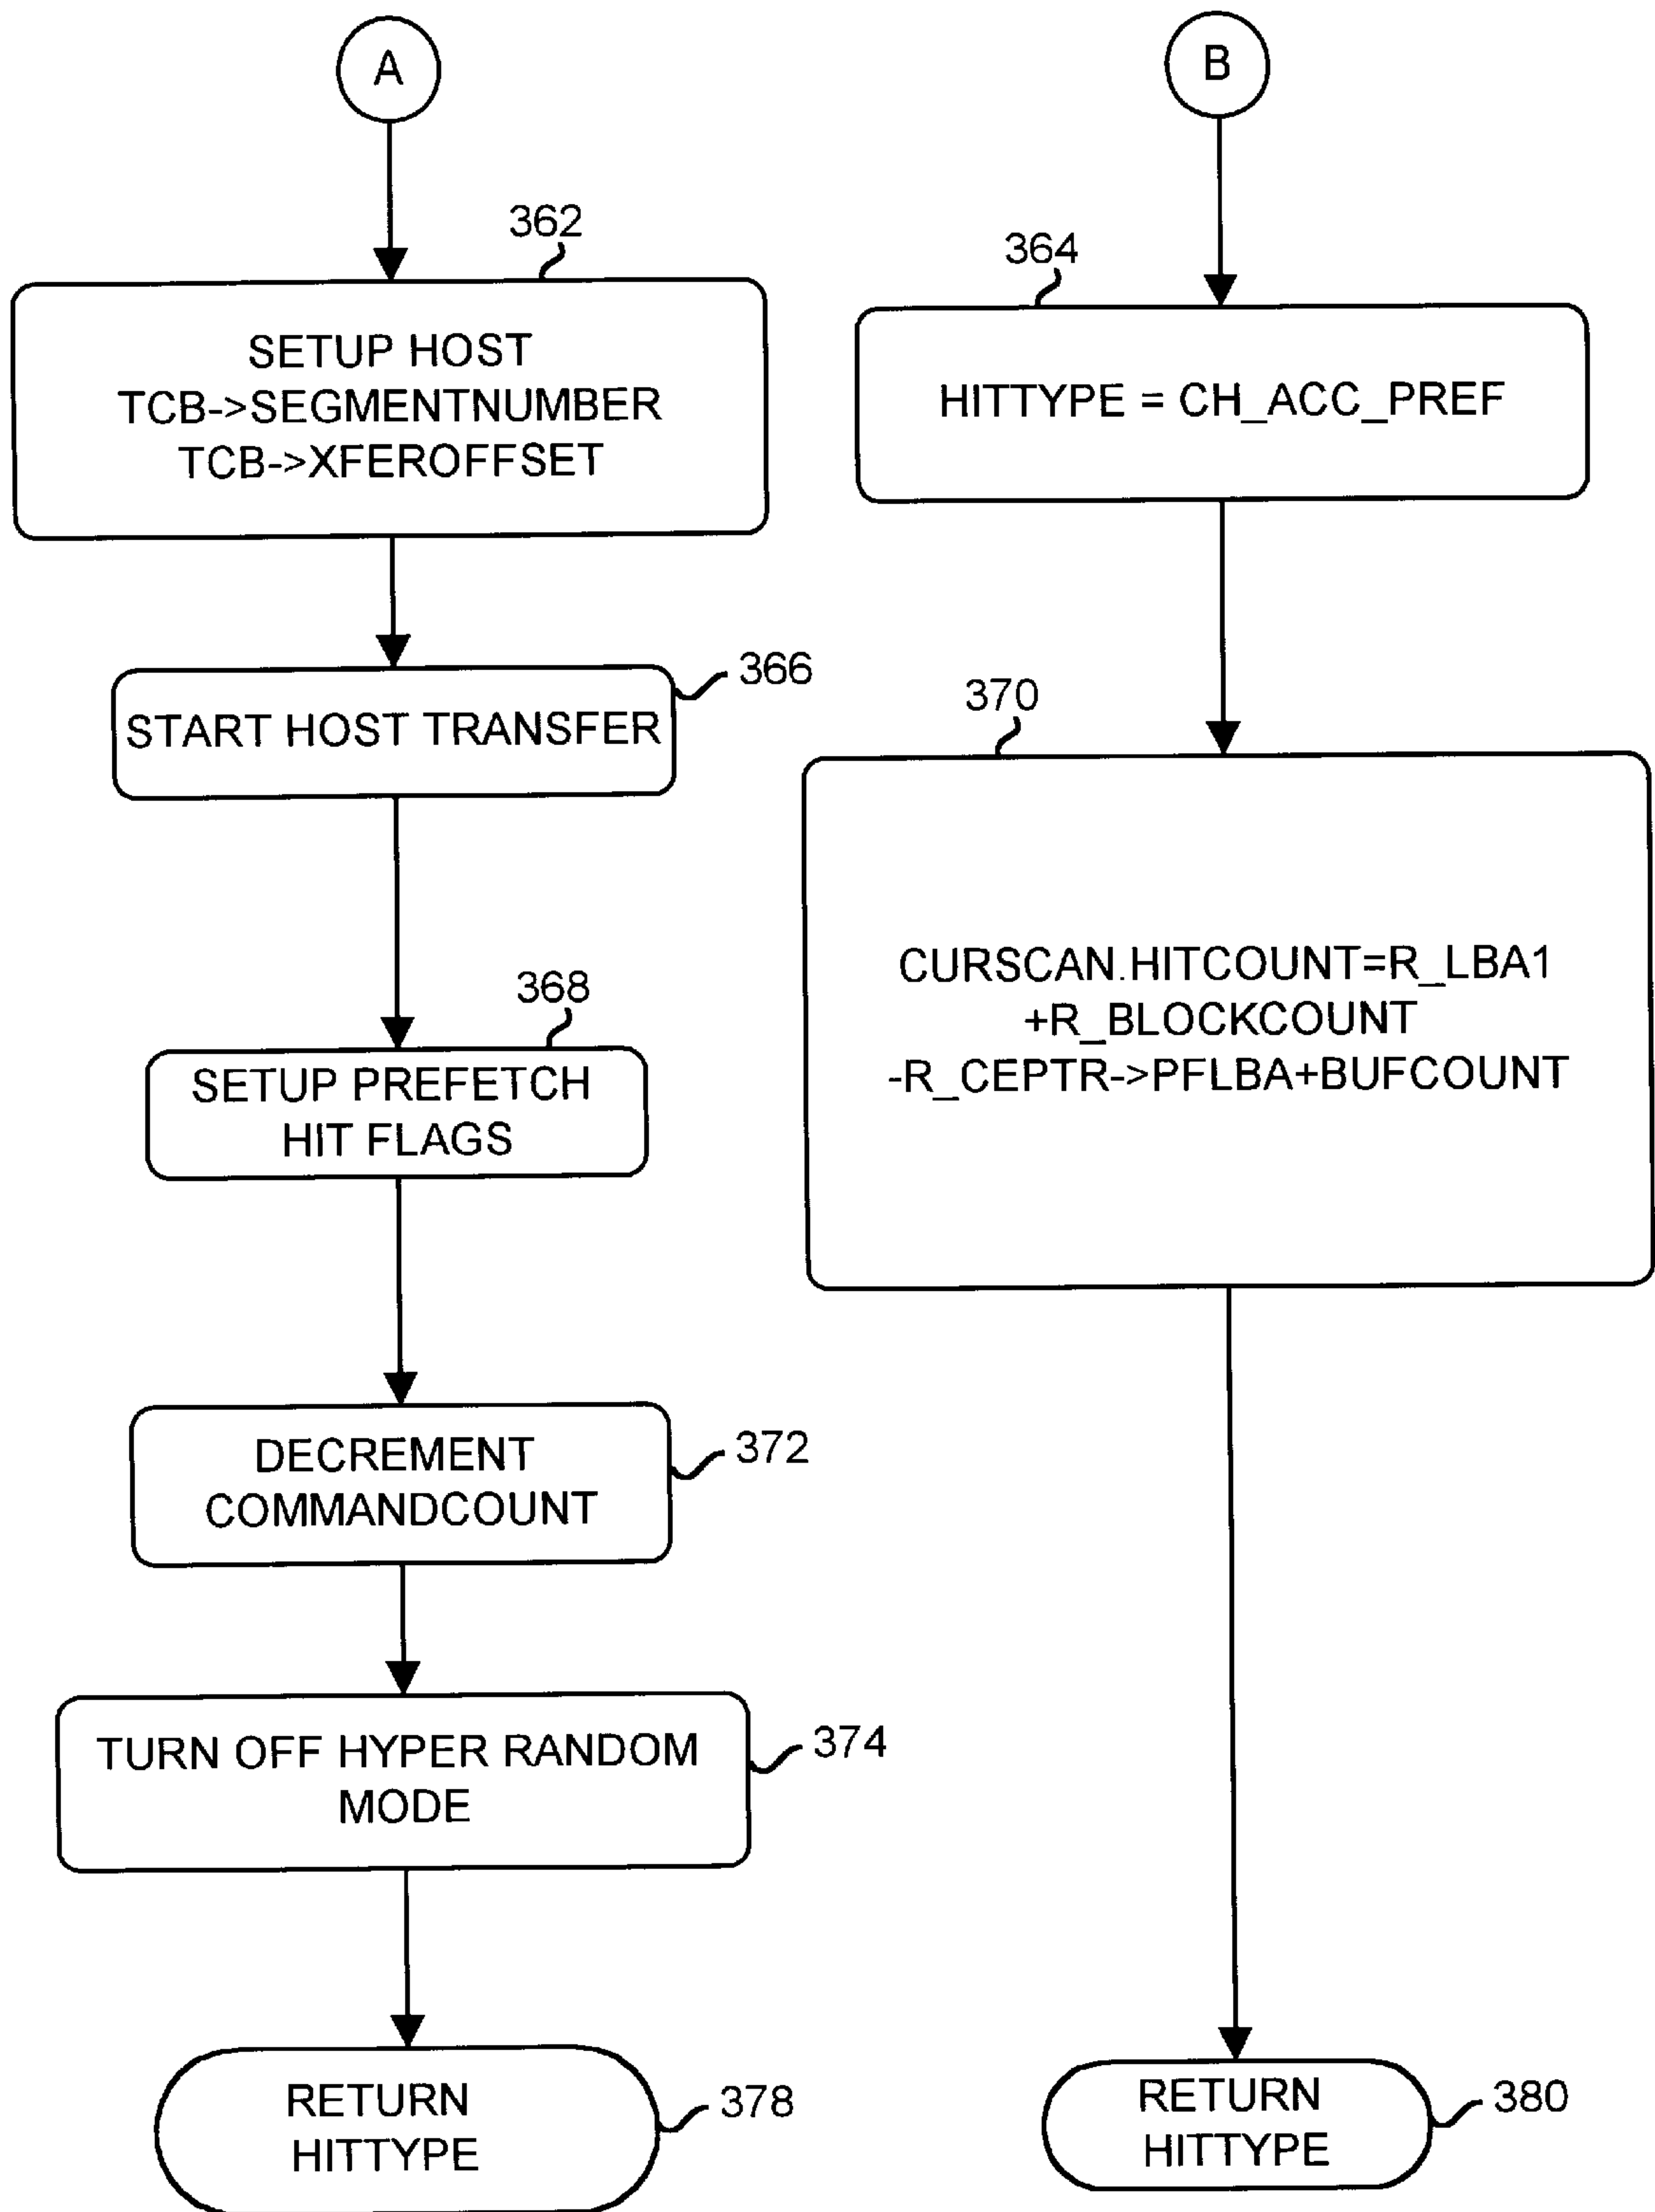 A
362
SETUP HOST
TCB->SEGMENTNUMBER
TCB->XFEROFFSET
366
START HOST TRANSFER
368
SETUP PREFETCH
HIT FLAGS
DECREMENT
COMMANDCOUNT
372
TURN OFF HYPER RANDOM
MODE
374
RETURN
HITTYPE
378
B
364
HITTYPE = CH_ACC_PREF
370
CURSCAN.HITCOUNT=R_LBA1
+R_BLOCKCOUNT
-R_CEPTR->PFLBA+BUFCOUNT
RETURN
HITTYPE
380